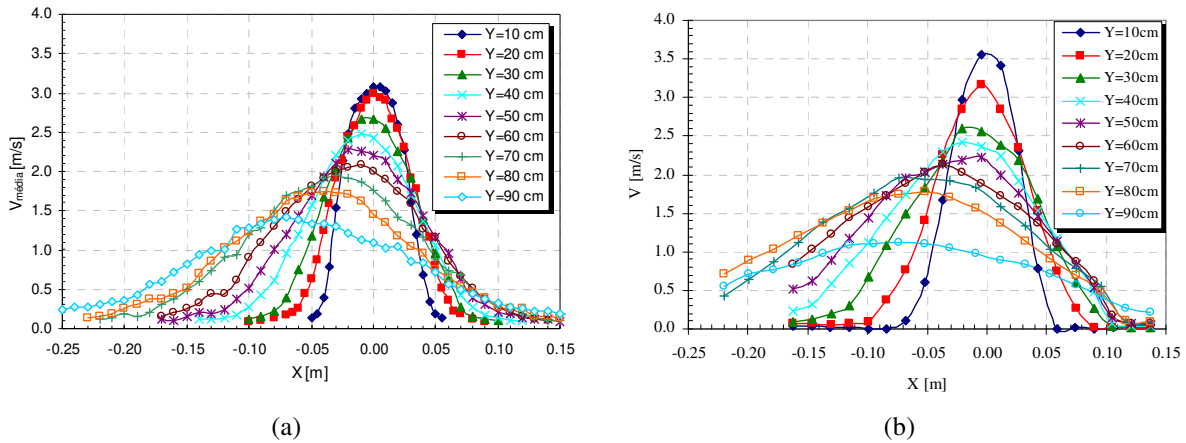 4.0
3.5
3.0
2.5
2.0
1.5
1.0
0.5
0.0
V média [m/s]
-0.25 -0.20 -0.15 -0.10 -0.05 0.00 0.05 0.10 0.15
X [m]
Y=10 cm
Y=20 cm
Y=30 cm
Y=40 cm
Y=50 cm
Y=60 cm
Y=70 cm
Y=80 cm
Y=90 cm
(a)
4.0
3.5
3.0
2.5
2.0
1.5
1.0
0.5
0.0
V [m/s]
-0.25 -0.20 -0.15 -0.10 -0.05 0.00 0.05 0.10 0.15
X [m]
Y=10cm
Y=20cm
Y=30cm
Y=40cm
Y=50cm
Y=60cm
Y=70cm
Y=80cm
Y=90cm
(b)